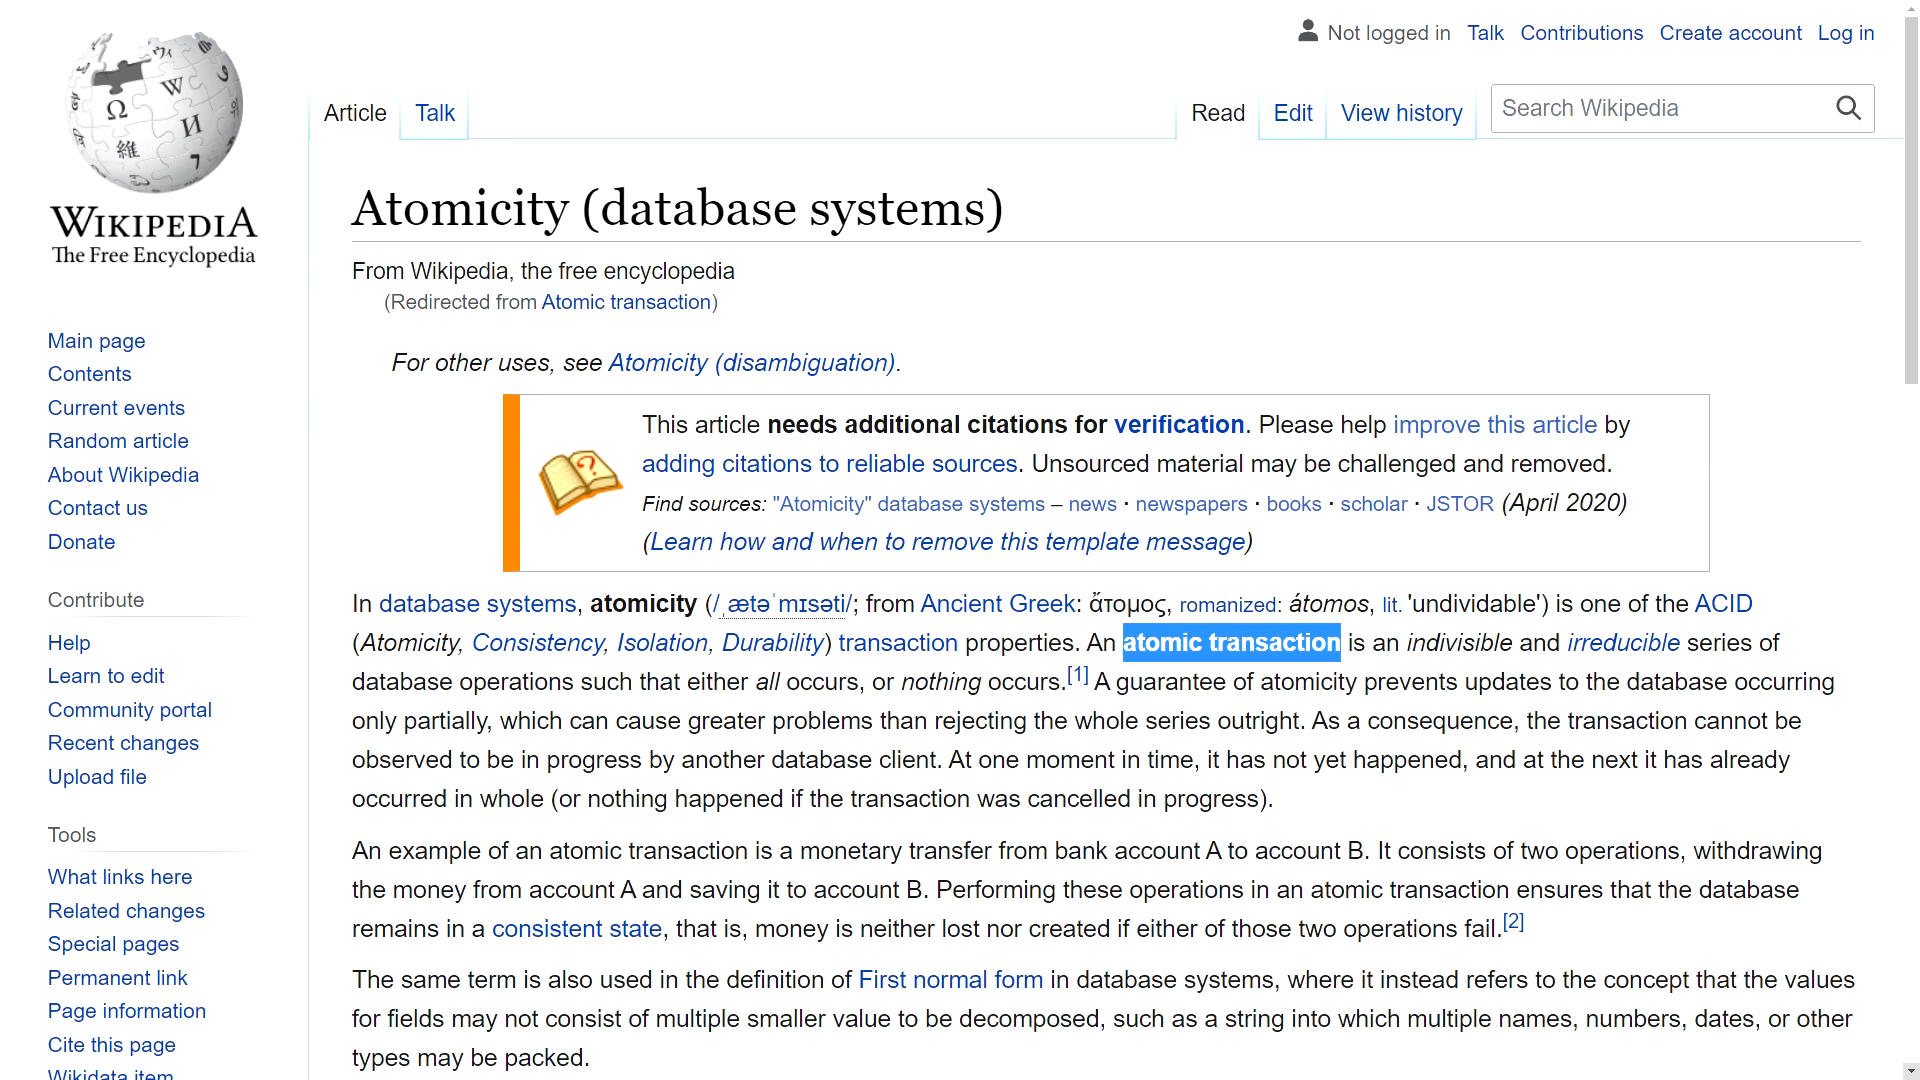 Not logged in Talk Contributions Create account Log in
Article Talk Read Edit View history Search Wikipedia
WIKIPEDIA
The Free Encyclopedia
Main page
Contents
Current events
Random article
About Wikipedia
Contact us
Donate
Contribute
Help
Learn to edit
Community portal
Recent changes
Upload file
Tools
What links here
Related changes
Special pages
Permanent link
Page information
Cite this page
Wikidata item
Atomicity (database systems)
From Wikipedia, the free encyclopedia
(Redirected from Atomic transaction)
For other uses, see Atomicity (disambiguation).
This article needs additional citations for verification. Please help improve this article by
adding citations to reliable sources. Unsourced material may be challenged and removed.
Find sources: "Atomicity" database systems – news · newspapers · books · scholar · JSTOR (April 2020)
(Learn how and when to remove this template message)
In database systems, atomicity (/ˌætəˈmɪsəti/; from Ancient Greek: ἄτομος, romanized: átomos, lit. 'undividable') is one of the ACID
(Atomicity, Consistency, Isolation, Durability) transaction properties. An atomic transaction is an indivisible and irreducible series of
database operations such that either all occurs, or nothing occurs.[1] A guarantee of atomicity prevents updates to the database occurring
only partially, which can cause greater problems than rejecting the whole series outright. As a consequence, the transaction cannot be
observed to be in progress by another database client. At one moment in time, it has not yet happened, and at the next it has already
occurred in whole (or nothing happened if the transaction was cancelled in progress).
An example of an atomic transaction is a monetary transfer from bank account A to account B. It consists of two operations, withdrawing
the money from account A and saving it to account B. Performing these operations in an atomic transaction ensures that the database
remains in a consistent state, that is, money is neither lost nor created if either of those two operations fail.[2]
The same term is also used in the definition of First normal form in database systems, where it instead refers to the concept that the values
for fields may not consist of multiple smaller value to be decomposed, such as a string into which multiple names, numbers, dates, or other
types may be packed.